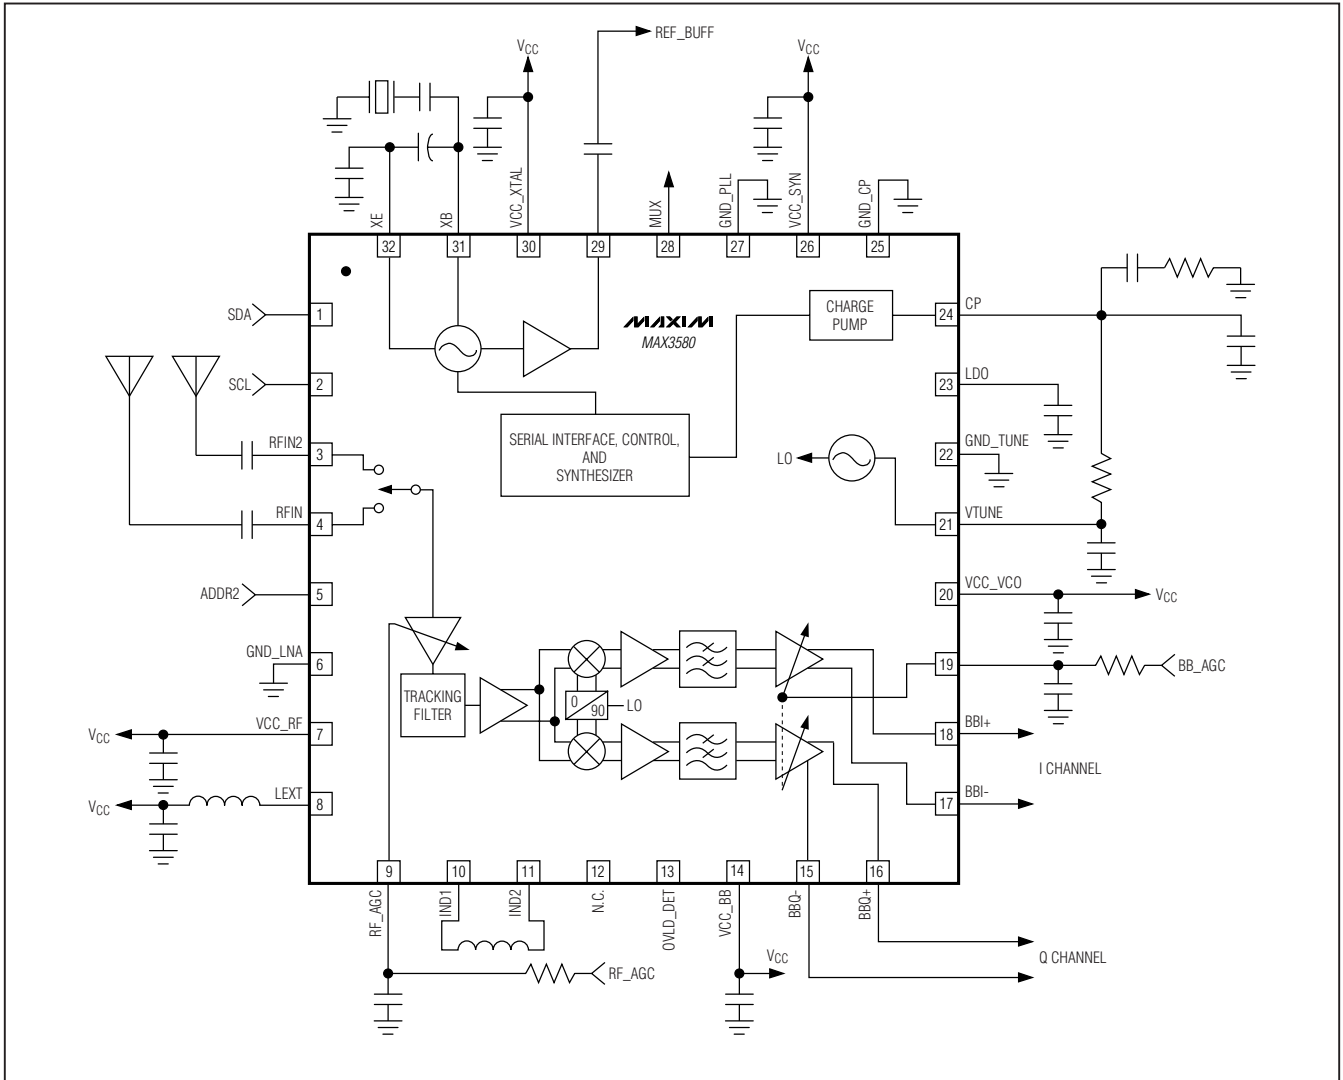 REF_BUFF
VCC
VCC
XE
XB
VCC_XTAL
MUX
GND_PLL
VCC_SYN
GND_CP
32
31
30
29
28
27
26
25
SDA
1
MAXIM
MAX3580
CHARGE
PUMP
24
CP
SCL
2
23
LDO
RFIN2
3
SERIAL INTERFACE, CONTROL,
AND
SYNTHESIZER
LO
22
GND_TUNE
RFIN
4
21
VTUNE
ADDR2
5
20
VCC_VCO
VCC
GND_LNA
6
19
BB_AGC
TRACKING
FILTER
0
90
LO
VCC
VCC_RF
7
18
BBI+
I CHANNEL
VCC
LEXT
8
17
BBI-
9
10
11
12
13
14
15
16
RF_AGC
IND1
IND2
N.C.
OVLD_DET
VCC_BB
BBQ-
BBQ+
VCC
Q CHANNEL
RF_AGC